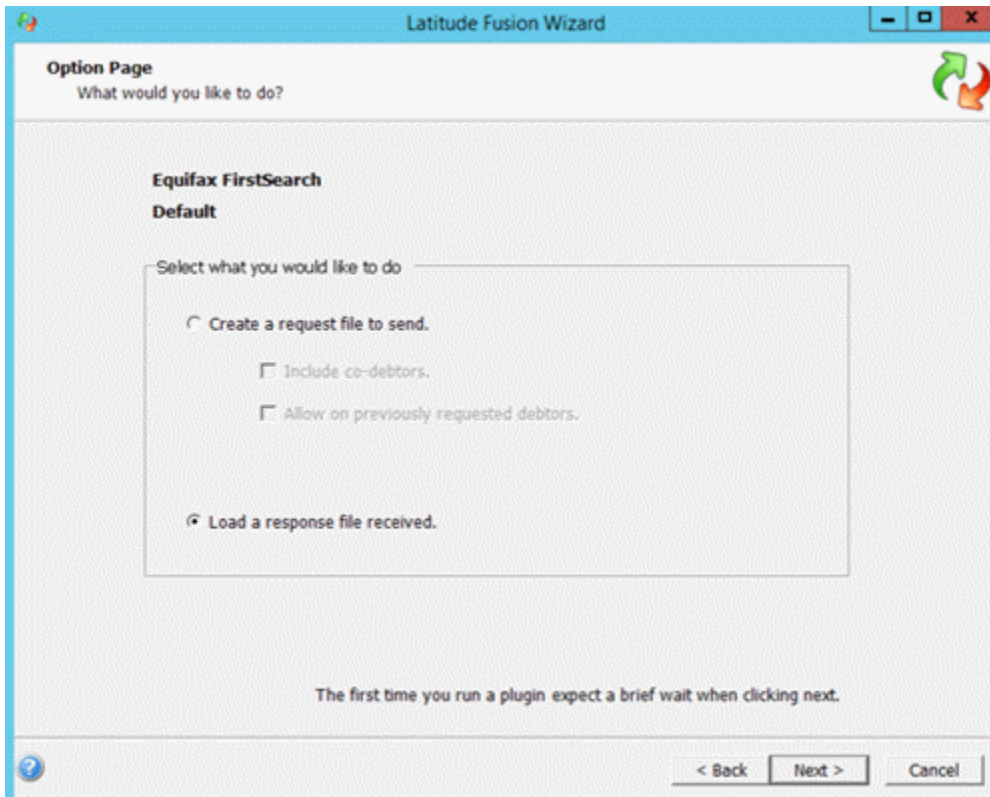 Latitude Fusion Wizard
Option Page
What would you like to do?
Equifax FirstSearch
Default
Select what you would like to do
Create a request file to send.
Include co-debtors.
Allow on previously requested debtors.
Load a response file received.
The first time you run a plugin expect a brief wait when clicking next.
< Back Next > Cancel